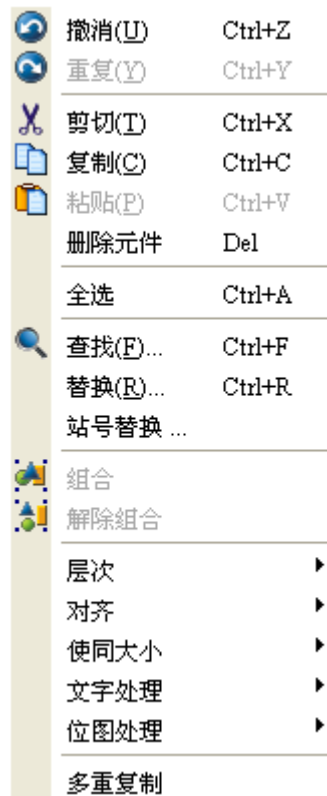 撤消(U) Ctrl+Z
重复(Y) Ctrl+Y
剪切(T) Ctrl+X
复制(C) Ctrl+C
粘贴(P) Ctrl+V
删除元件 Del
全选 Ctrl+A
查找(F)... Ctrl+F
替换(R)... Ctrl+R
站号替换 ...
组合
解除组合
层次
对齐
使同大小
文字处理
位图处理
多重复制